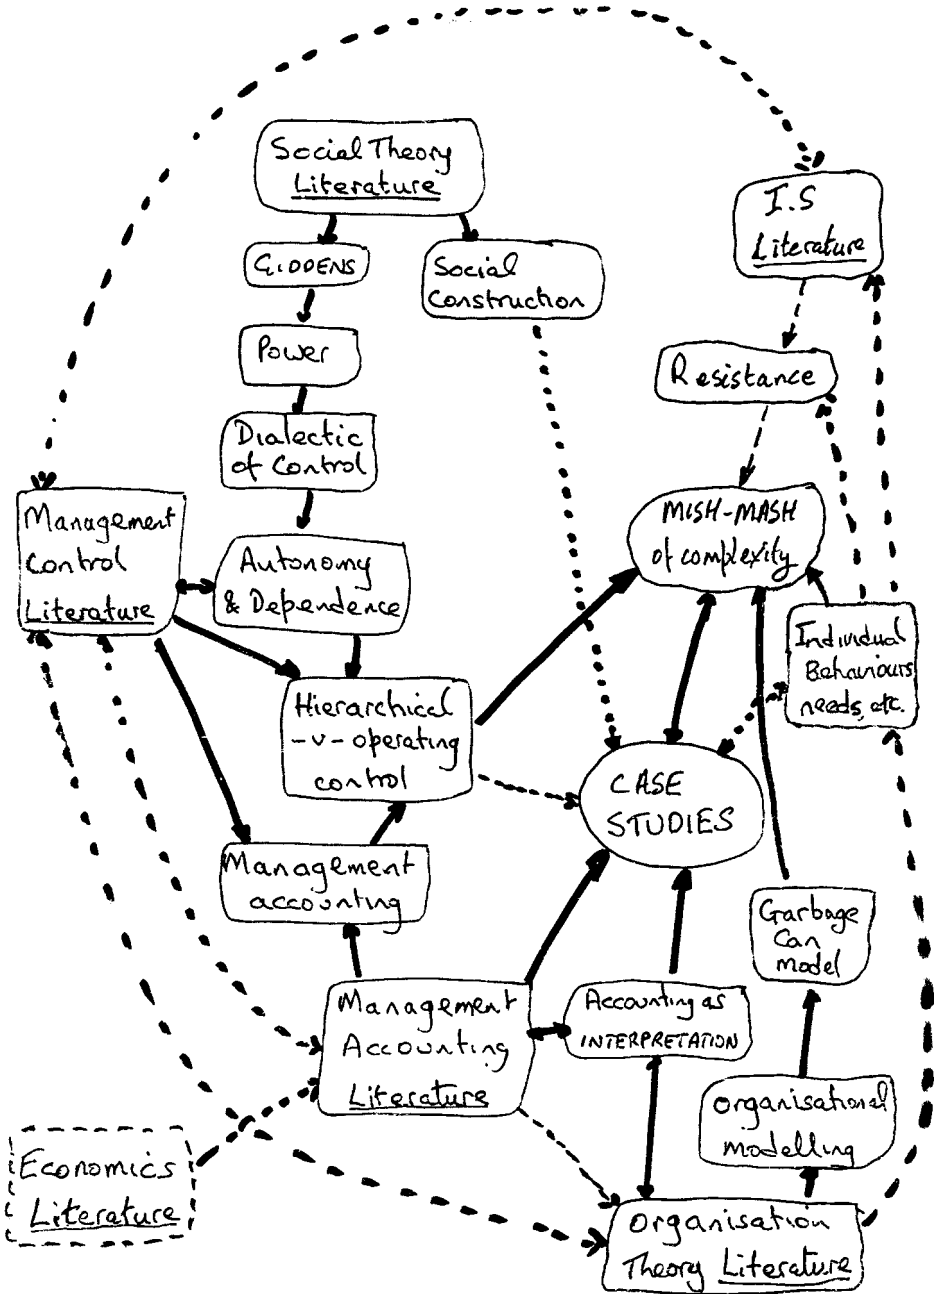 Social Theory
Literature
I.S
Literature
GIDDENS
Social
Construction
Power
Resistance
Dialectic
of Control
Management
Control
Literature
MISH-MASH
of complexity
Autonomy
& Dependence
Individual
Behaviours
needs, etc.
Hierarchical
-v-operating
control
CASE
STUDIES
Management
accounting
Garbage
Can
model
Management
Accounting
Literature
Accounting as
INTERPRETATION
Organisational
modelling
Economics
Literature
Organisation
Theory Literature